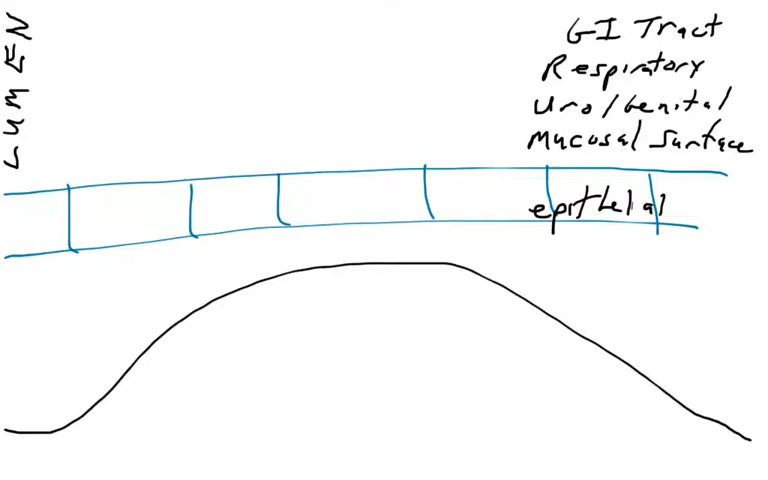 LUMEN
GI Tract
Respiratory
Uro/Genital
Mucosal Surface
epithelial